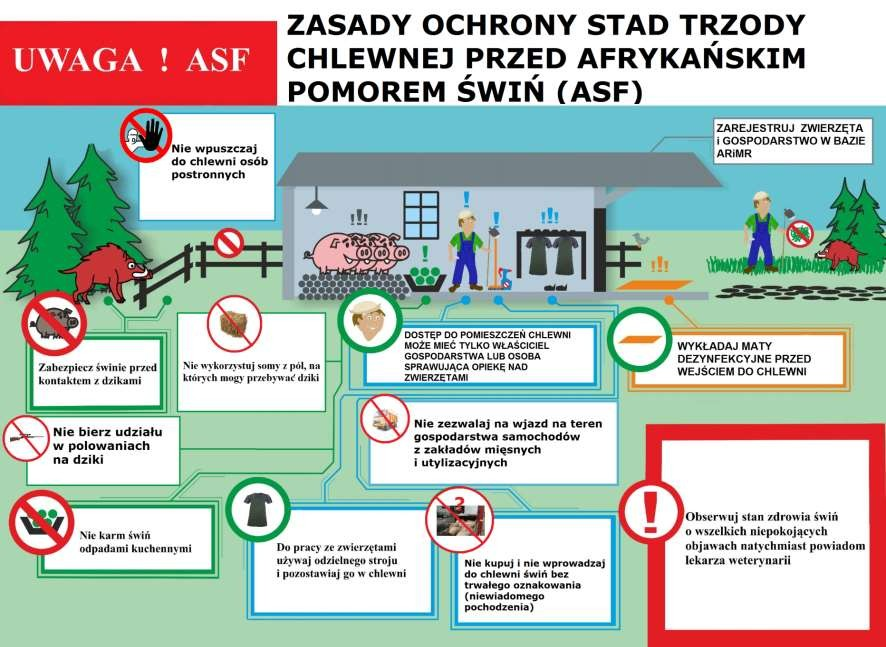 UWAGA ! ASF
ZASADY OCHRONY STAD TRZODY
CHLEWNEJ PRZED AFRYKAŃSKIM
POMOREM ŚWIŃ (ASF)
Nie wpuszczaj
do chlewni osób
postronnych
ZAREJESTRUJ ZWIERZĘTA
i GOSPODARSTWO W BAZIE
ARiMR
Zabezpiecz świnie przed
kontaktem z dzikami
Nie wykorzystuj somy z pól, na
których mogy przebywać dziki
DOSTĘP DO POMIESZCZEŃ CHLEWNI
MOŻE MIEĆ TYLKO WŁAŚCICIEL
GOSPODARSTWA LUB OSOBA
SPRAWUJĄCA OPIEKĘ NAD
ZWIERZĘTAMI
WYKŁADAJ MATY
DEZYNFEKCYJNE PRZED
WEJŚCIEM DO CHLEWNI
Nie bierz udziału
w polowaniach
na dziki
Nie zezwalaj na wjazd na teren
gospodarstwa samochodów
z zakładów mięsnych
i utylizacyjnych
Nie karm świń
odpadami kuchennymi
Do pracy ze zwierzętami
używaj odzielnego stroju
i pozostawiaj go w chlewni
?
Nie kupuj i nie wprowadzaj
do chlewni świń bez
trwałego oznakowania
(niewiadomego
pochodzenia)
!
Obserwuj stan zdrowia świń
o wszelkich niepokojących
objawach natychmiast powiadom
lekarza weterynarii